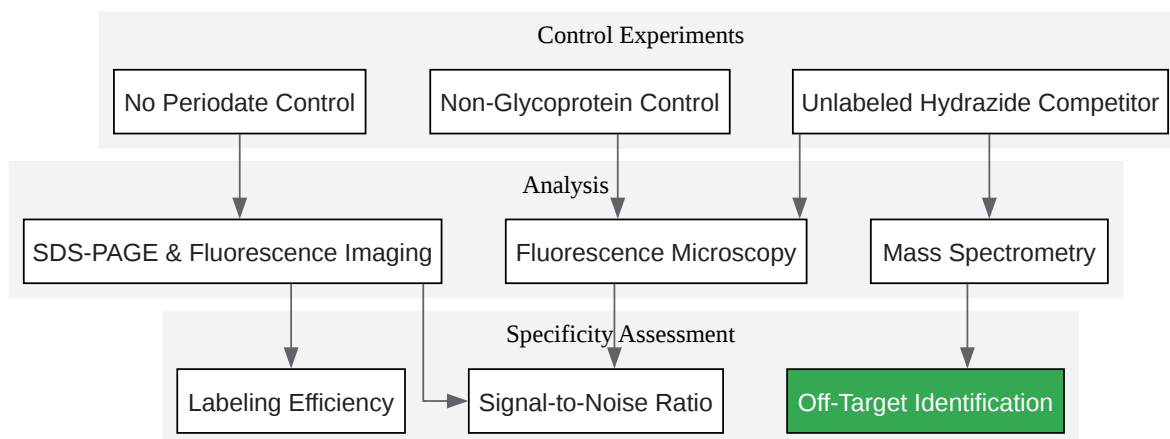 Control Experiments
No Periodate Control
Non-Glycoprotein Control
Unlabeled Hydrazide Competitor
Analysis
SDS-PAGE & Fluorescence Imaging
Fluorescence Microscopy
Mass Spectrometry
Specificity Assessment
Labeling Efficiency
Signal-to-Noise Ratio
Off-Target Identification